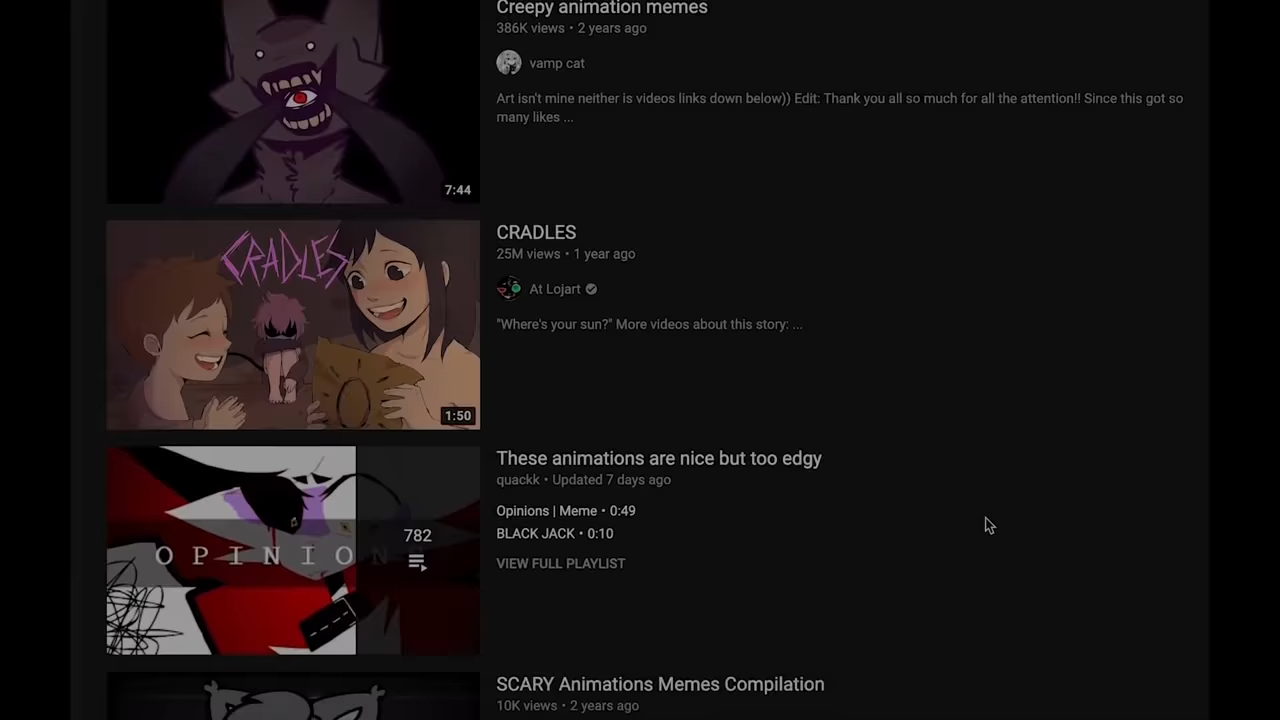 Creepy animation memes
386K views • 2 years ago
vamp cat
Art isn't mine neither is videos links down below)) Edit: Thank you all so much for all the attention!! Since this got so
many likes ...
7:44
CRADLES
CRADLES
25M views • 1 year ago
At Lojart
"Where's your sun?" More videos about this story: ...
1:50
These animations are nice but too edgy
quackk • Updated 7 days ago
Opinions | Meme • 0:49
BLACK JACK • 0:10
VIEW FULL PLAYLIST
782
OPINION
SCARY Animations Memes Compilation
10K views • 2 years ago